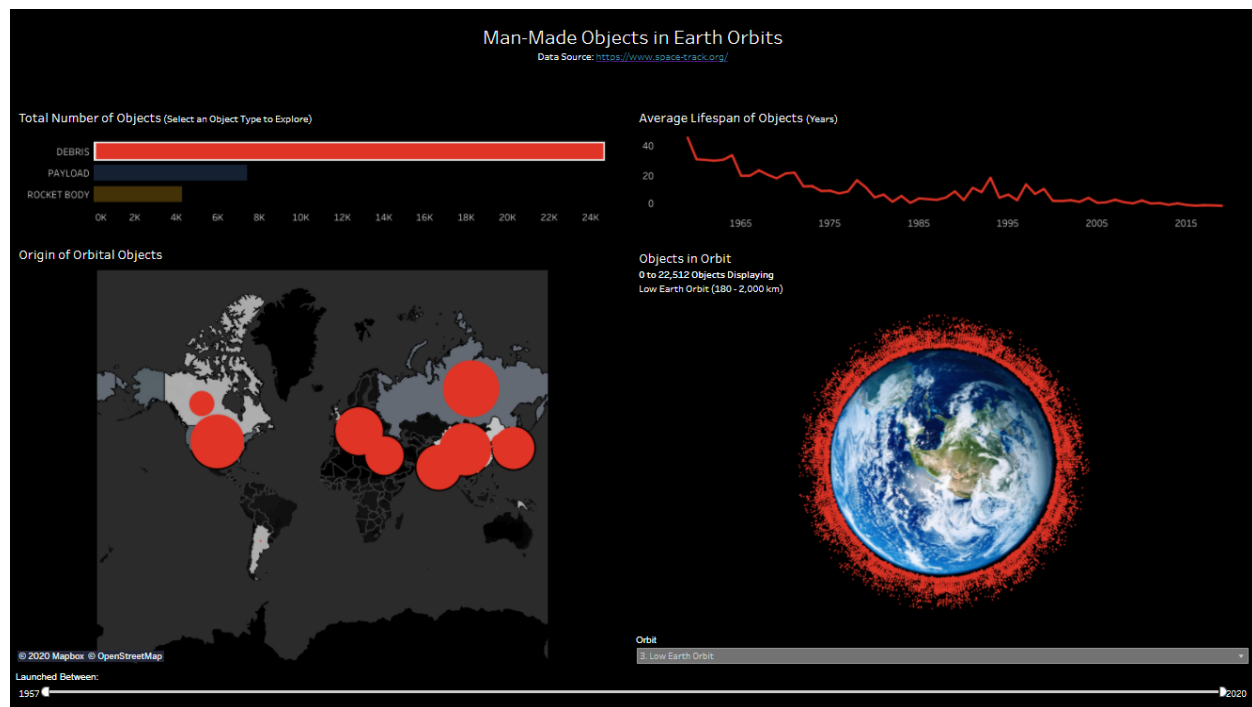 Man-Made Objects in Earth Orbits
Data Source: https://www.space-track.org/
Total Number of Objects (Select an Object Type to Explore)
DEBRIS
PAYLOAD
ROCKET BODY
0K 2K 4K 6K 8K 10K 12K 14K 16K 18K 20K 22K 24K
Average Lifespan of Objects (Years)
40
20
0
1965 1975 1985 1995 2005 2015
Origin of Orbital Objects
© 2020 Mapbox © OpenStreetMap
Objects in Orbit
0 to 22,512 Objects Displaying
Low Earth Orbit (180 - 2,000 km)
Orbit
3. Low Earth Orbit
Launched Between:
1957 2020